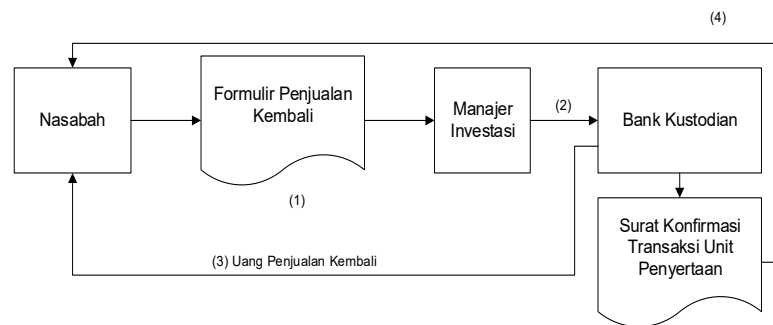 (4)
Nasabah
Formulir Penjualan
Kembali
(1)
Manajer
Investasi
(2)
Bank Kustodian
Surat Konfirmasi
Transaksi Unit
Penyertaan
(3) Uang Penjualan Kembali